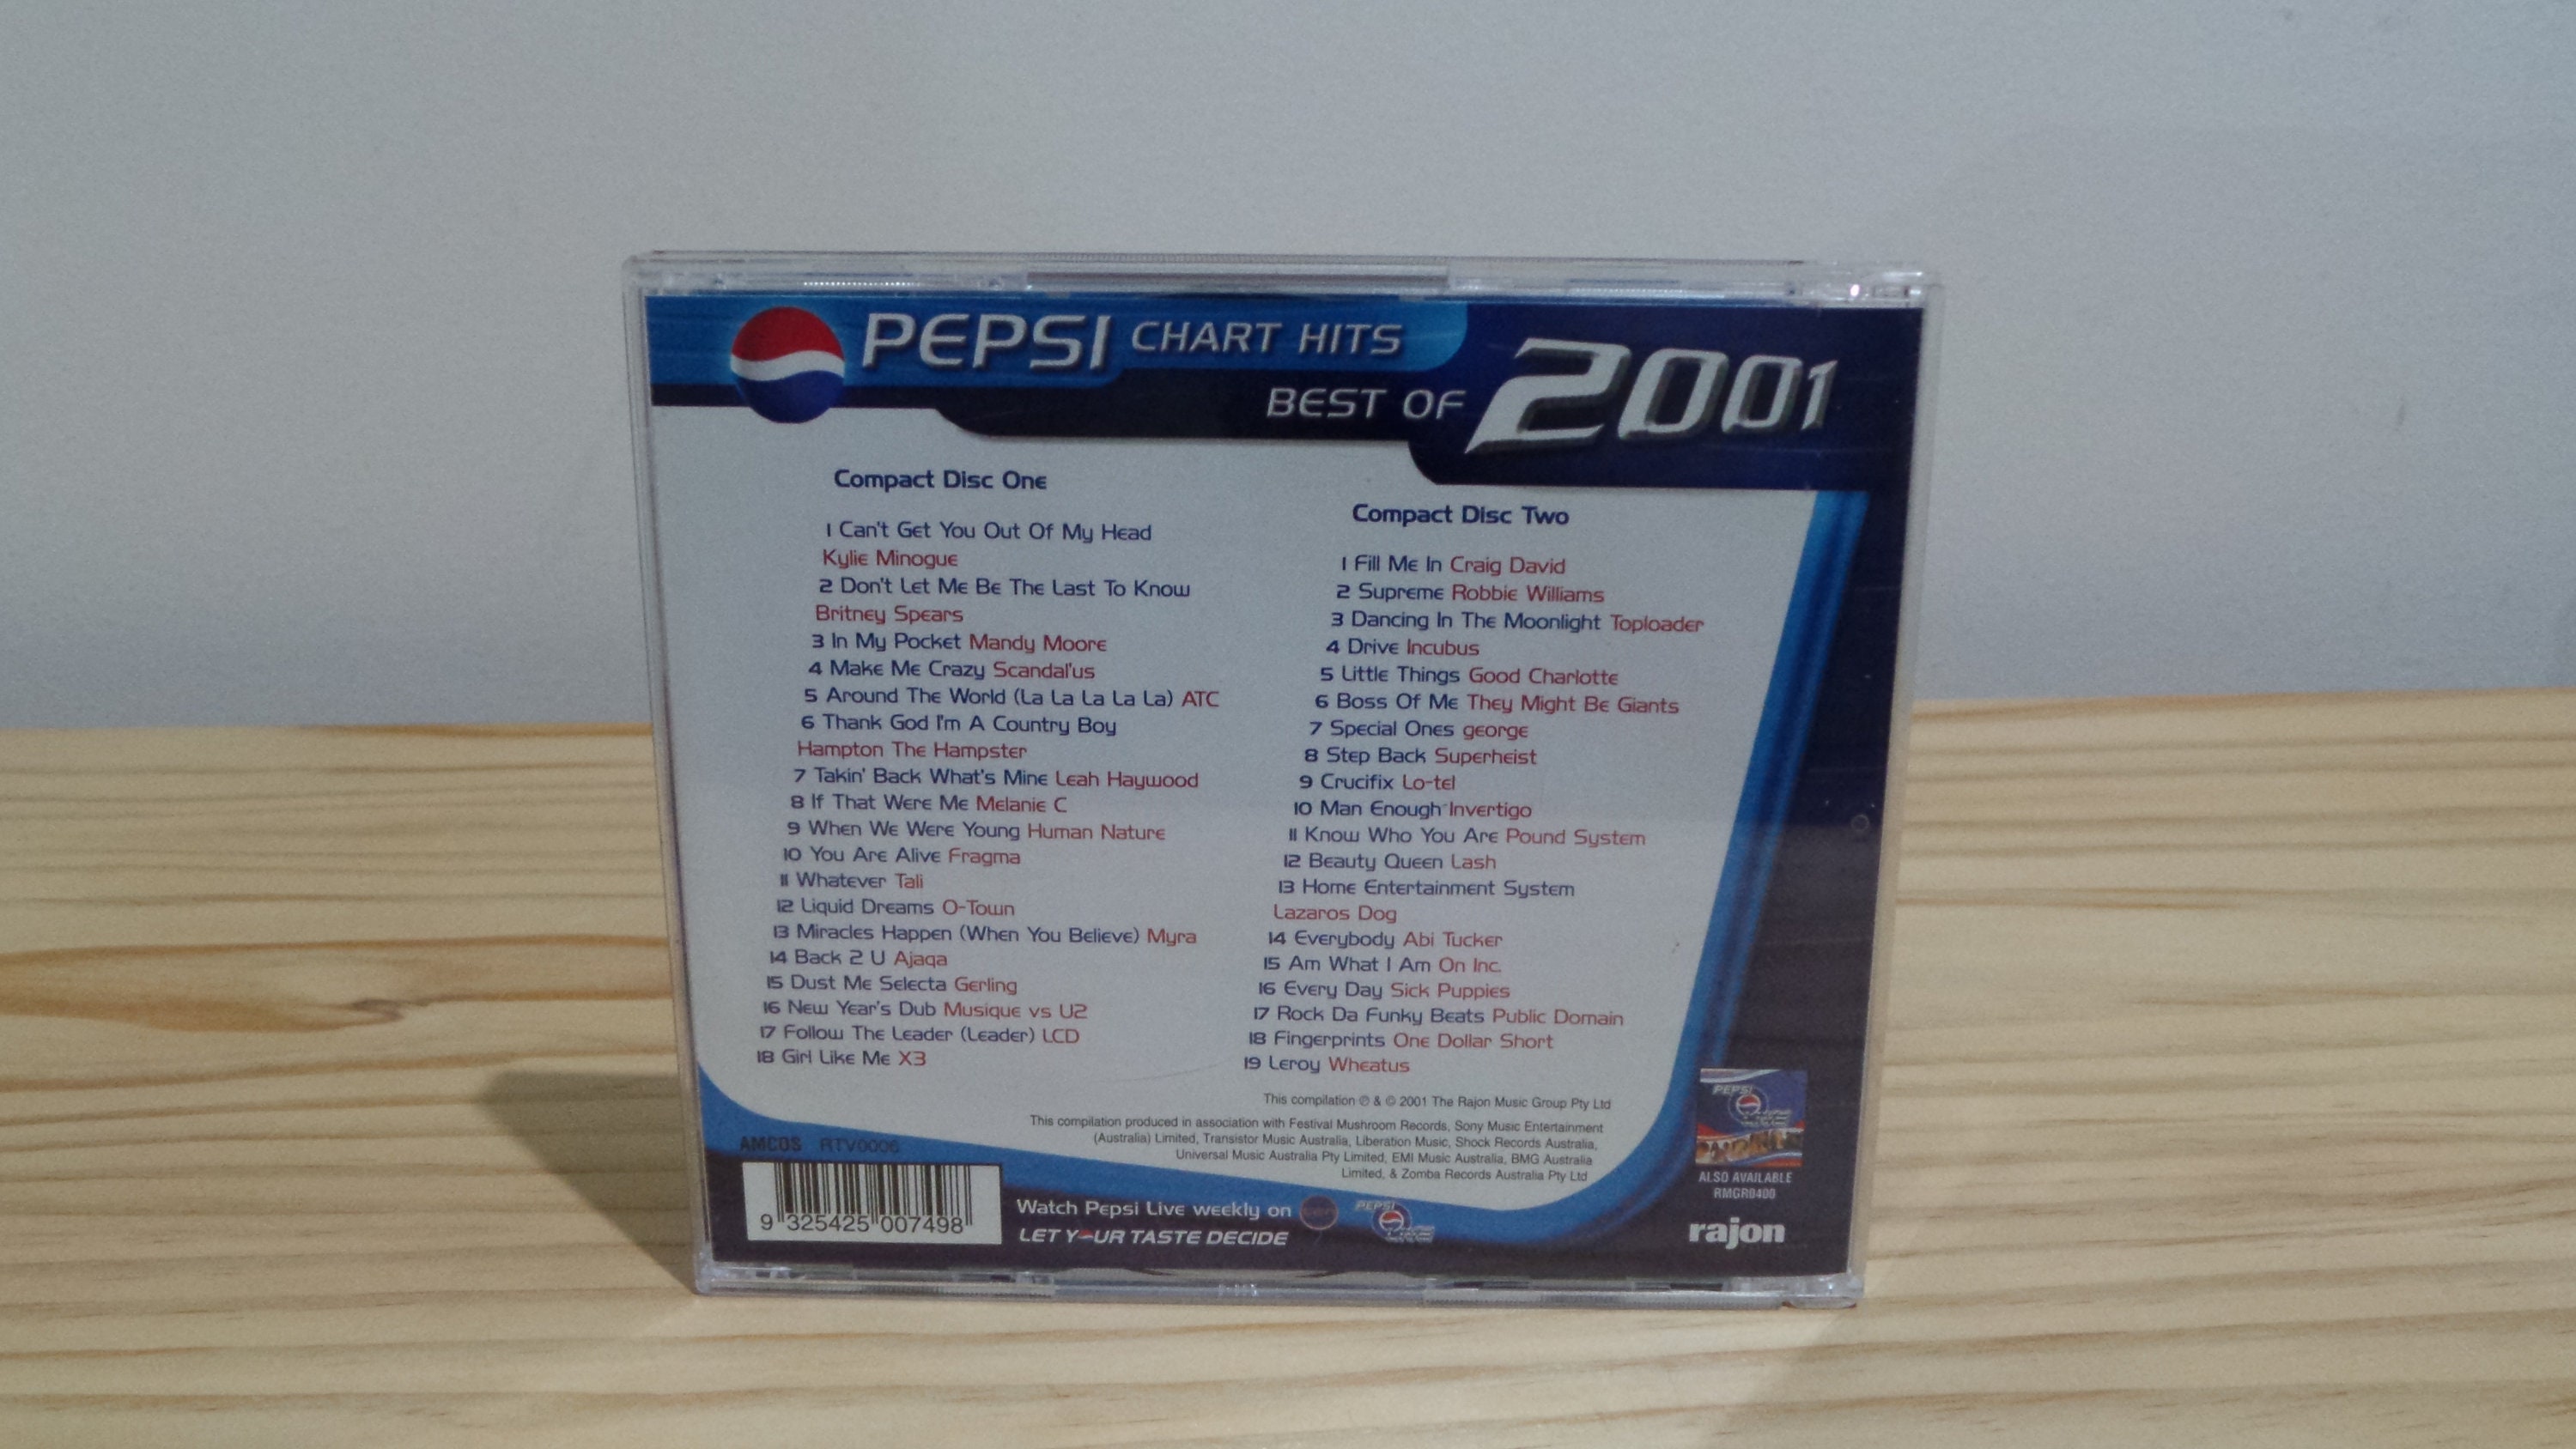 PEPSI CHART HITS
BEST OF 2001
Compact Disc One
1 Can't Get You Out Of My Head
Kylie Minogue
2 Don't Let Me Be The Last To Know
Britney Spears
3 In My Pocket Mandy Moore
4 Make Me Crazy Scandal'us
5 Around The World (La La La La La) ATC
6 Thank God I'm A Country Boy
Hampton The Hampster
7 Takin' Back What's Mine Leah Haywood
8 If That Were Me Melanie C
9 When We Were Young Human Nature
10 You Are Alive Fragma
11 Whatever Tali
12 Liquid Dreams O-Town
13 Miracles Happen (When You Believe) Myra
14 Back 2 U Ajaqa
15 Dust Me Selecta Gerling
16 New Year's Dub Musique vs U2
17 Follow The Leader (Leader) LCD
18 Girl Like Me X3
Compact Disc Two
1 Fill Me In Craig David
2 Supreme Robbie Williams
3 Dancing In The Moonlight Toploader
4 Drive Incubus
5 Little Things Good Charlotte
6 Boss Of Me They Might Be Giants
7 Special Ones george
8 Step Back Superheist
9 Crucifix Lo-tel
10 Man Enough Invertigo
11 Know Who You Are Pound System
12 Beauty Queen Lash
13 Home Entertainment System
Lazaros Dog
14 Everybody Abi Tucker
15 Am What I Am On Inc.
16 Every Day Sick Puppies
17 Rock Da Funky Beats Public Domain
18 Fingerprints One Dollar Short
19 Leroy Wheatus
This compilation ℗ & © 2001 The Rajon Music Group Pty Ltd
This compilation produced in association with Festival Mushroom Records, Sony Music Entertainment
(Australia) Limited, Transistor Music Australia, Liberation Music, Shock Records Australia,
Universal Music Australia Pty Limited, EMI Music Australia, BMG Australia
Limited, & Zomba Records Australia Pty Ltd
AMCOS RTV0006
9 325425 007498
Watch Pepsi Live weekly on
PEPSI
LET YOUR TASTE DECIDE
PEPSI
ALSO AVAILABLE
RMGR0400
rajon